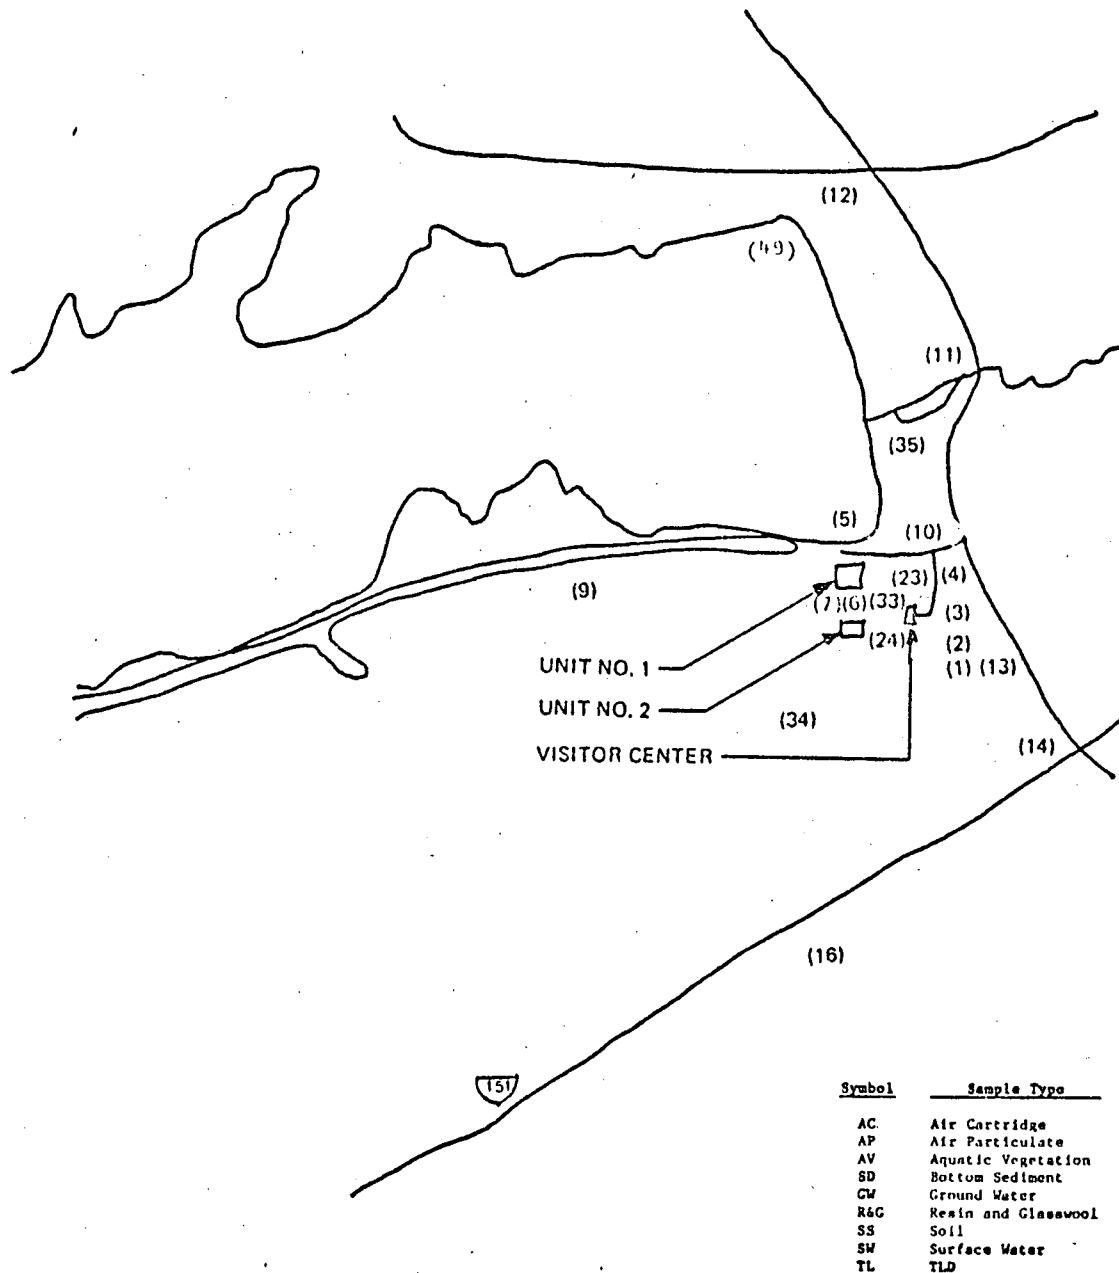 (12)
(49)
(11)
(35)
(5)
(10)
(23) (4)
(9)
(7)(6)(33)
(3)
(24)
(2)
UNIT NO. 1
(1) (13)
UNIT NO. 2
(34)
(14)
VISITOR CENTER
(16)
151
Symbol Sample Type
AC. Air Cartridge
AP Air Particulate
AV Aquatic Vegetation
SD Bottom Sediment
GW Ground Water
R&G Resin and Glasswool
SS Soil
SW Surface Water
TL TLD